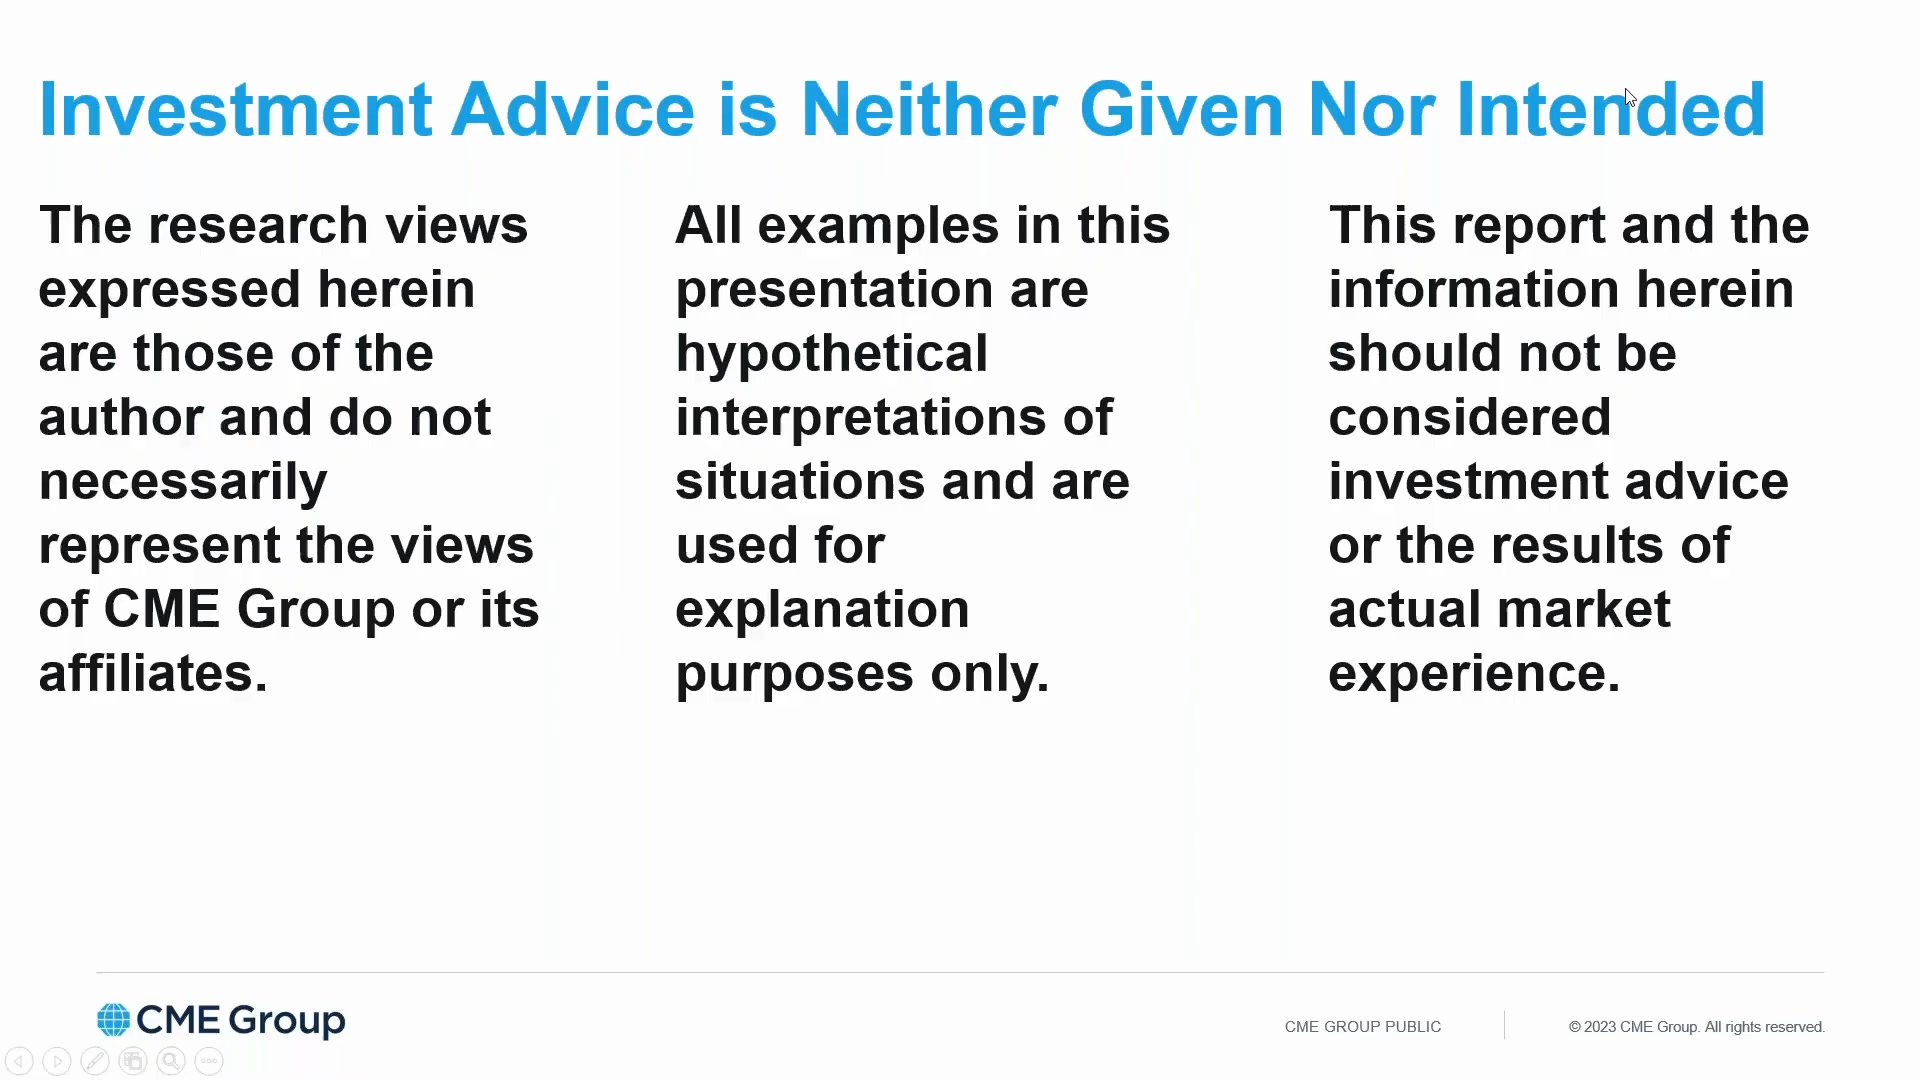 Investment Advice is Neither Given Nor Intended
The research views
expressed herein
are those of the
author and do not
necessarily
represent the views
of CME Group or its
affiliates.
All examples in this
presentation are
hypothetical
interpretations of
situations and are
used for
explanation
purposes only.
This report and the
information herein
should not be
considered
investment advice
or the results of
actual market
experience.
CME Group
CME GROUP PUBLIC
© 2023 CME Group. All rights reserved.